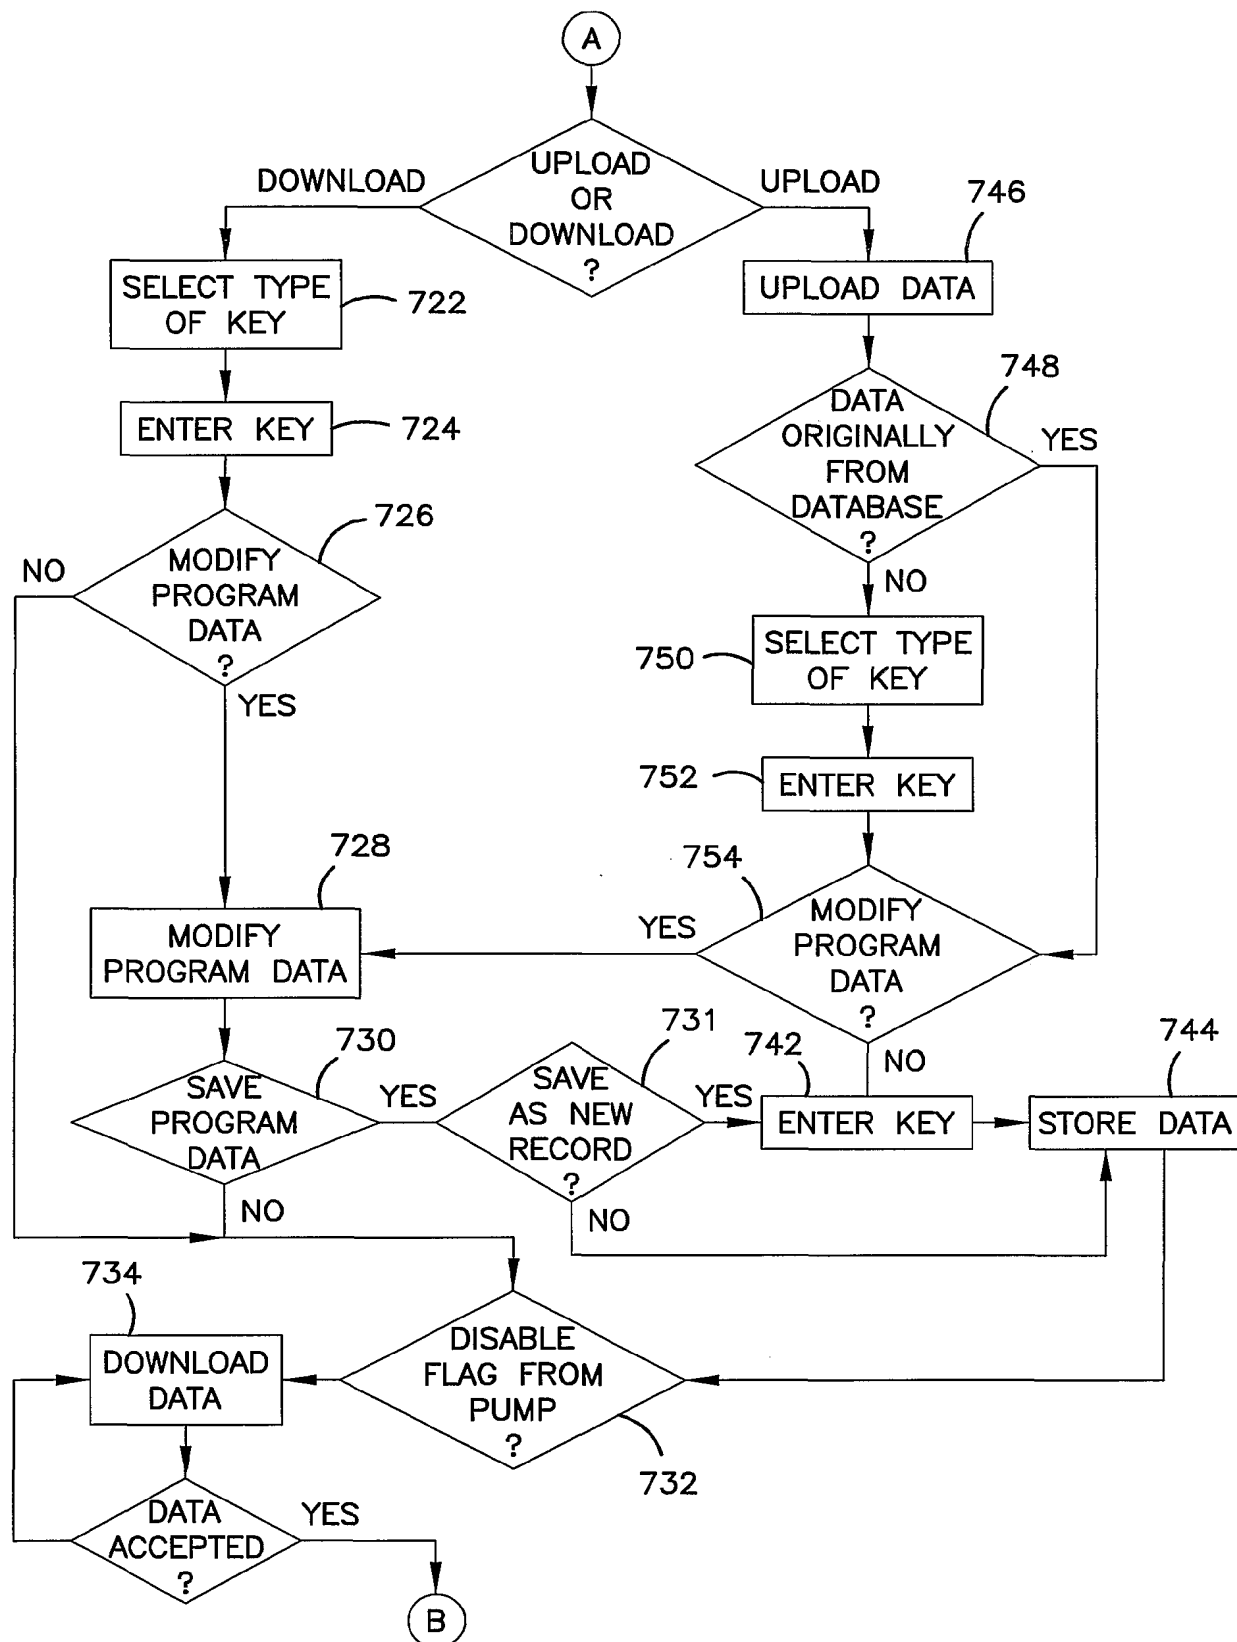 A
UPLOAD
OR
DOWNLOAD
?
DOWNLOAD
UPLOAD
SELECT TYPE
OF KEY
722
ENTER KEY
724
MODIFY
PROGRAM
DATA
?
726
NO
YES
746
UPLOAD DATA
DATA
ORIGINALLY
FROM
DATABASE
?
748
YES
NO
SELECT TYPE
OF KEY
750
752
ENTER KEY
754
MODIFY
PROGRAM
DATA
?
YES
NO
728
MODIFY
PROGRAM DATA
730
SAVE
PROGRAM
DATA
YES
NO
731
SAVE
AS NEW
RECORD
?
YES
NO
742
ENTER KEY
744
STORE DATA
DISABLE
FLAG FROM
PUMP
?
732
734
DOWNLOAD
DATA
DATA
ACCEPTED
?
YES
B